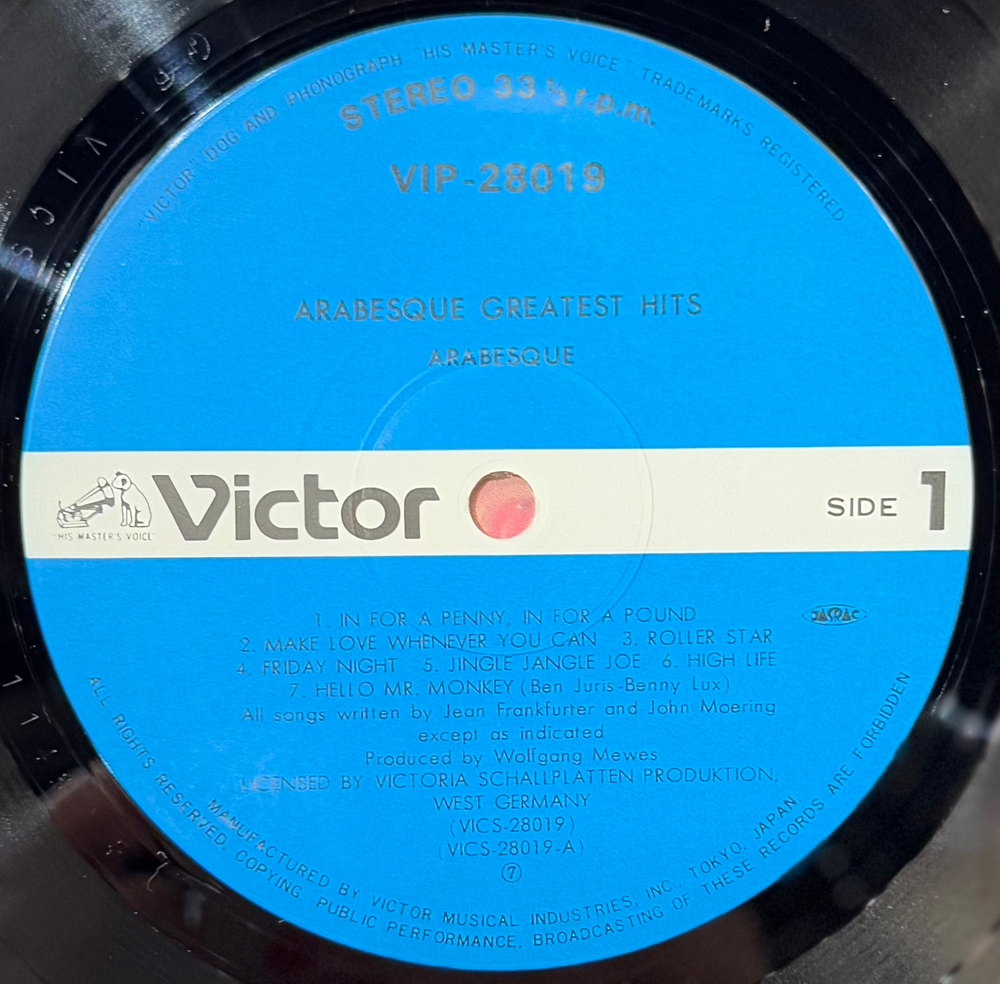 "VICTOR" DOG AND PHONOGRAPH "HIS MASTER'S VOICE" TRADEMARKS REGISTERED
STEREO 33 ⅓ r.p.m.
VIP-28019
ARABESQUE GREATEST HITS
ARABESQUE
"HIS MASTER'S VOICE"
Victor
SIDE 1
1. IN FOR A PENNY, IN FOR A POUND
JASRAC
2. MAKE LOVE WHENEVER YOU CAN 3. ROLLER STAR
4. FRIDAY NIGHT 5. JINGLE JANGLE JOE 6. HIGH LIFE
7. HELLO MR. MONKEY (Ben Juris-Benny Lux)
All songs written by Jean Frankfurter and John Moering
except as indicated
Produced by Wolfgang Mewes
LICENSED BY VICTORIA SCHALLPLATTEN PRODUKTION,
WEST GERMANY
(VICS-28019)
(VICS-28019-A)
⑦
MANUFACTURED BY VICTOR MUSICAL INDUSTRIES, INC., TOKYO, JAPAN
ALL RIGHTS RESERVED. COPYING, PUBLIC PERFORMANCE, BROADCASTING OF THESE RECORDS ARE FORBIDDEN